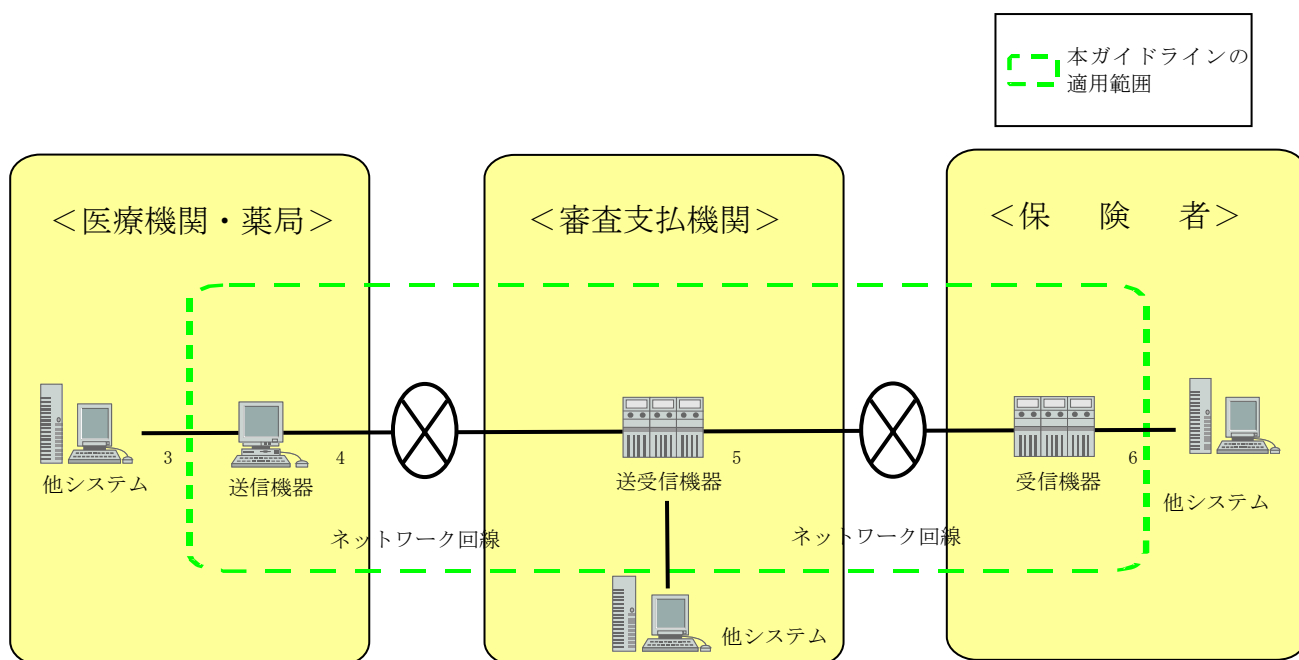 本ガイドラインの
適用範囲
＜医療機関・薬局＞
＜審査支払機関＞
＜保　険　者＞
3
4
5
6
他システム
送信機器
送受信機器
受信機器
他システム
ネットワーク回線
ネットワーク回線
他システム